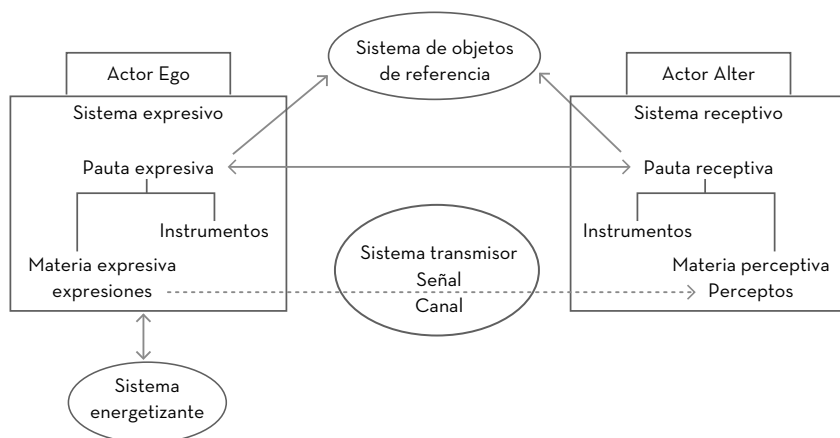 Sistema de objetos
de referencia
Actor Ego
Actor Alter
Sistema expresivo
Sistema receptivo
Pauta expresiva
Pauta receptiva
Instrumentos
Instrumentos
Materia expresiva
expresiones
Sistema transmisor
Señal
Canal
Materia perceptiva
Perceptos
Sistema
energetizante